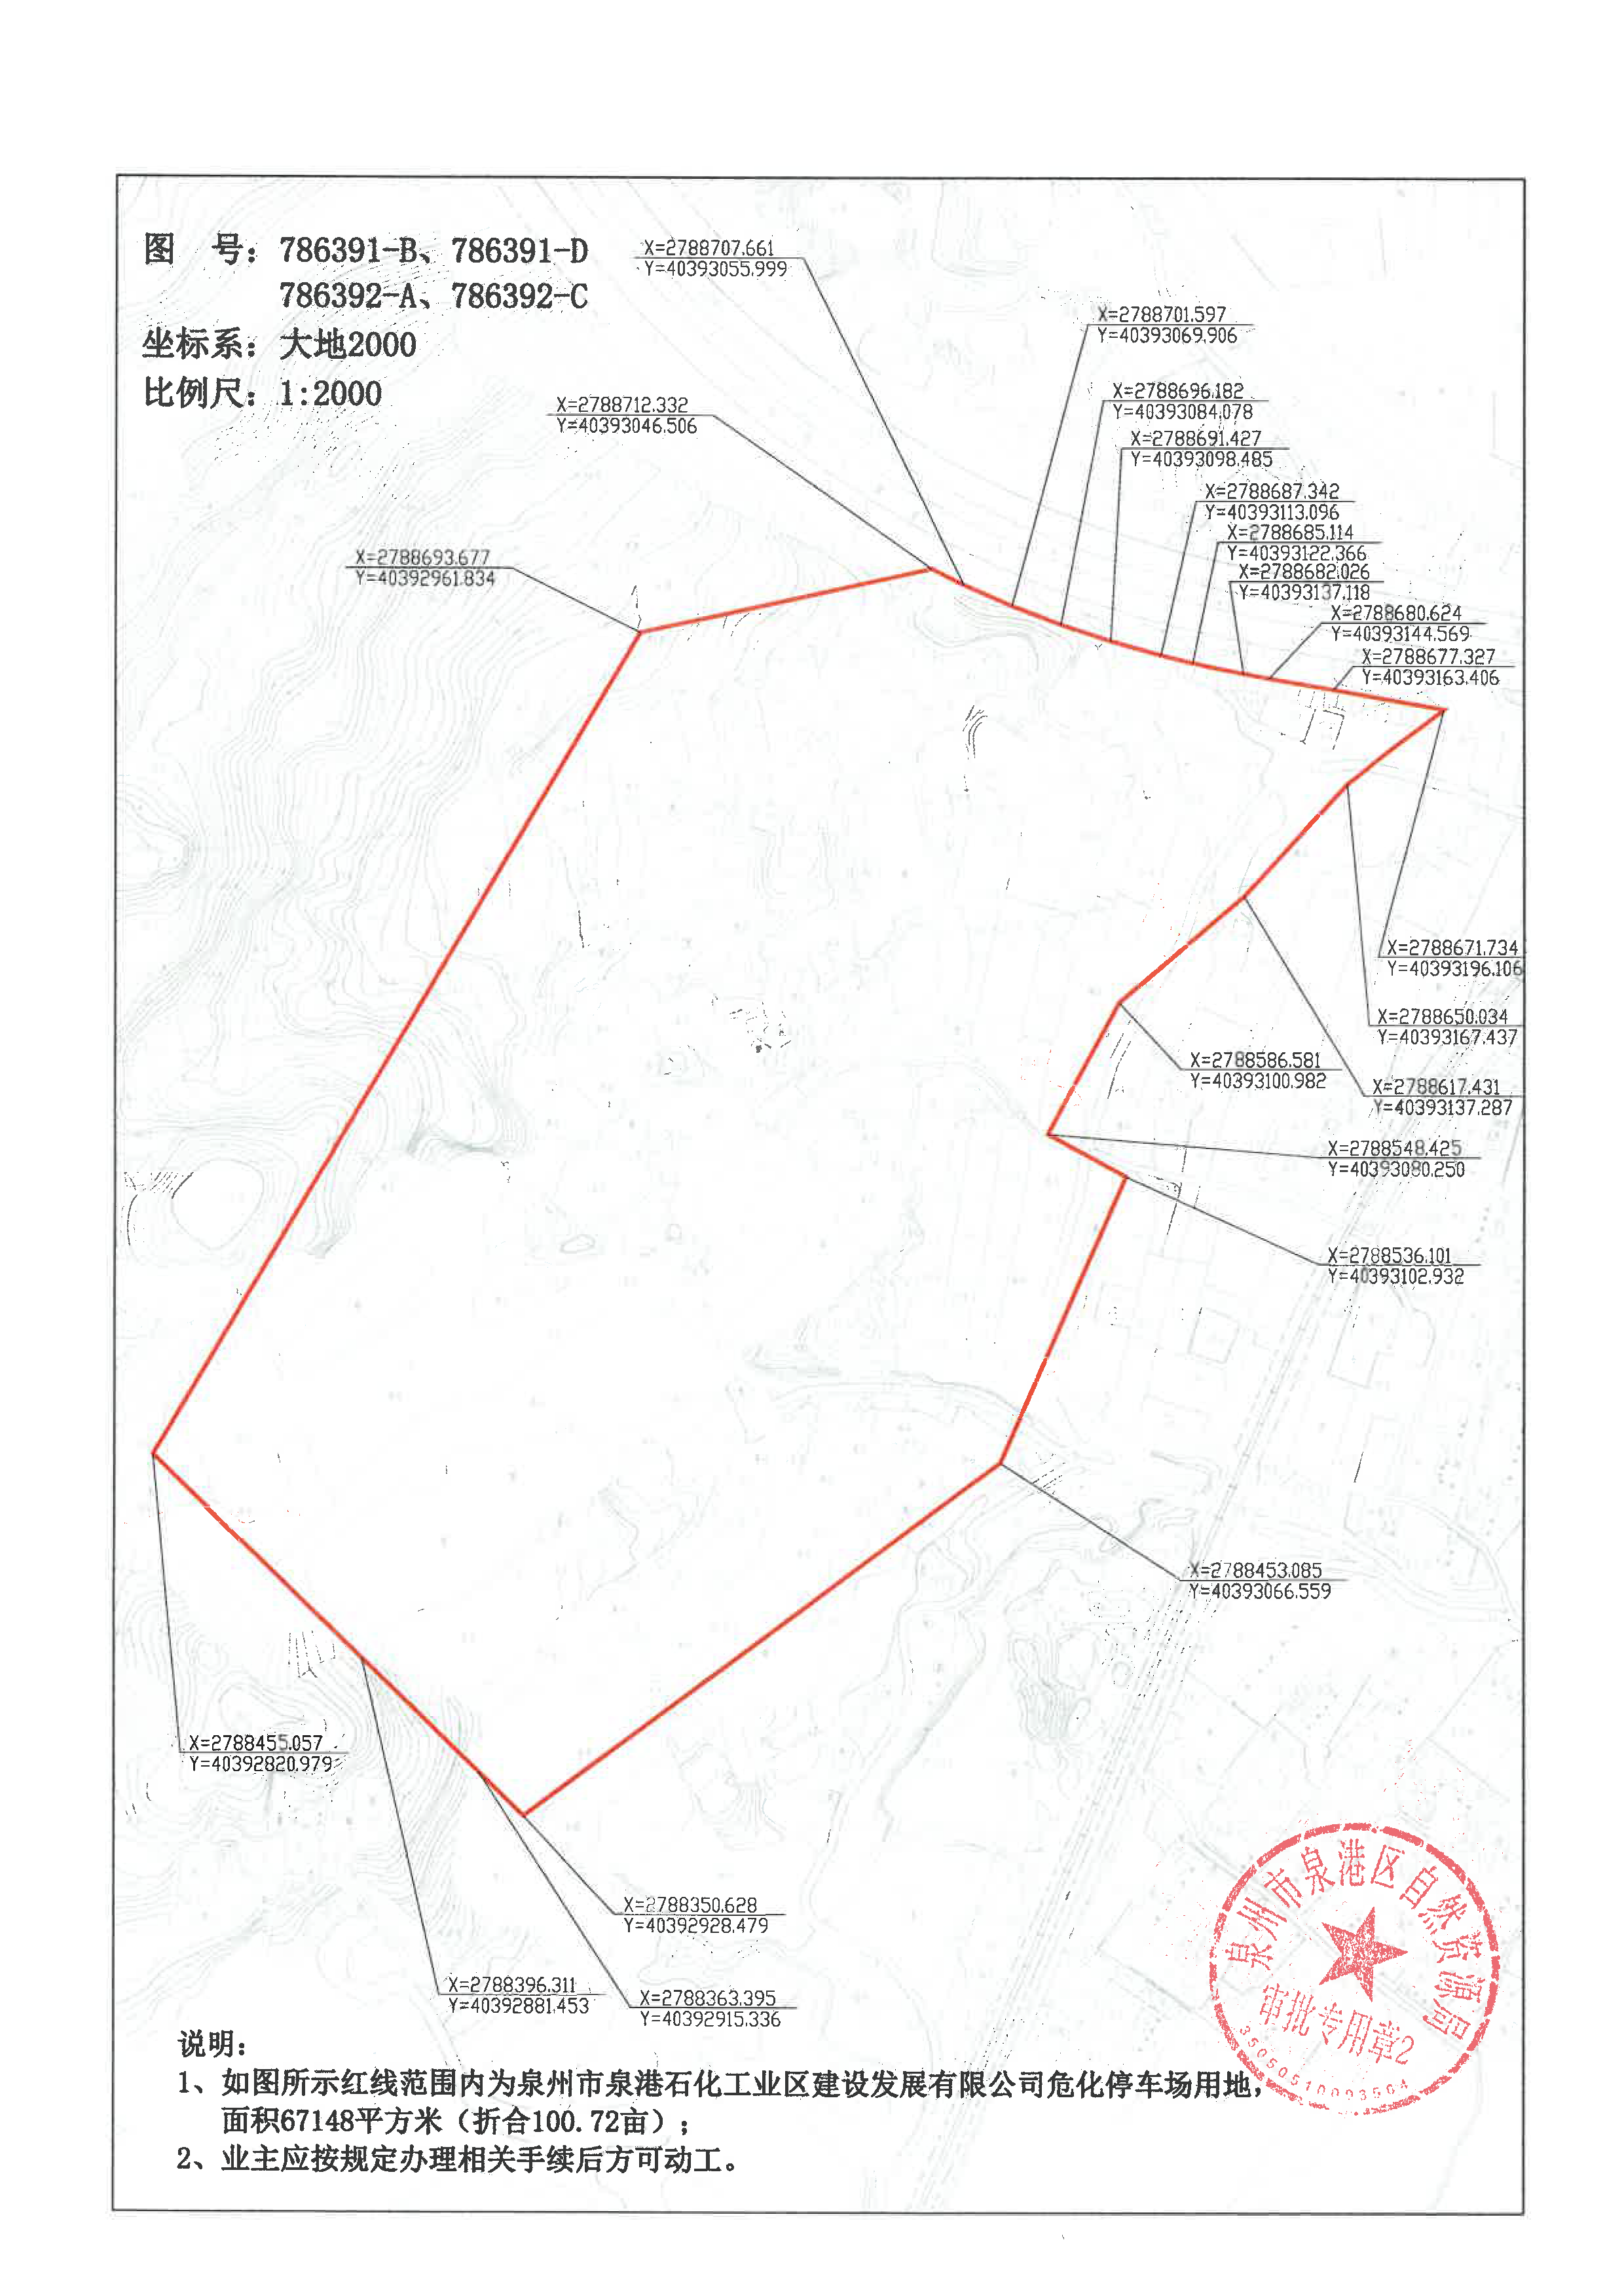 图 号：786391-B、786391-D
786392-A、786392-C
坐标系：大地2000
比例尺：1:2000
X=2788707.661
Y=40393055.999
X=2788701.597
Y=40393069.906
X=2788712.332
Y=40393046.506
X=2788696.182
Y=40393084.078
X=2788691.427
Y=40393098.485
X=2788687.342
Y=40393113.096
X=2788685.114
Y=40393122.366
X=2788693.677
Y=40392961.834
X=2788682.026
Y=40393137.118
X=2788680.624
Y=40393144.569
X=2788677.327
Y=40393163.406
X=2788671.734
Y=40393196.106
X=2788650.034
Y=40393167.437
X=2788586.581
Y=40393100.982
X=2788617.431
Y=40393137.287
X=2788548.425
Y=40393080.250
X=2788536.101
Y=40393102.932
X=2788453.085
Y=40393066.559
X=2788455.057
Y=40392820.979
X=2788350.628
Y=40392928.479
X=2788396.311
Y=40392881.453
X=2788363.395
Y=40392915.336
泉州市泉港区自然资源局
审批专用章2
说明：
1、如图所示红线范围内为泉州市泉港石化工业区建设发展有限公司危化停车场用地，
面积67148平方米（折合100.72亩）；
2、业主应按规定办理相关手续后方可动工。